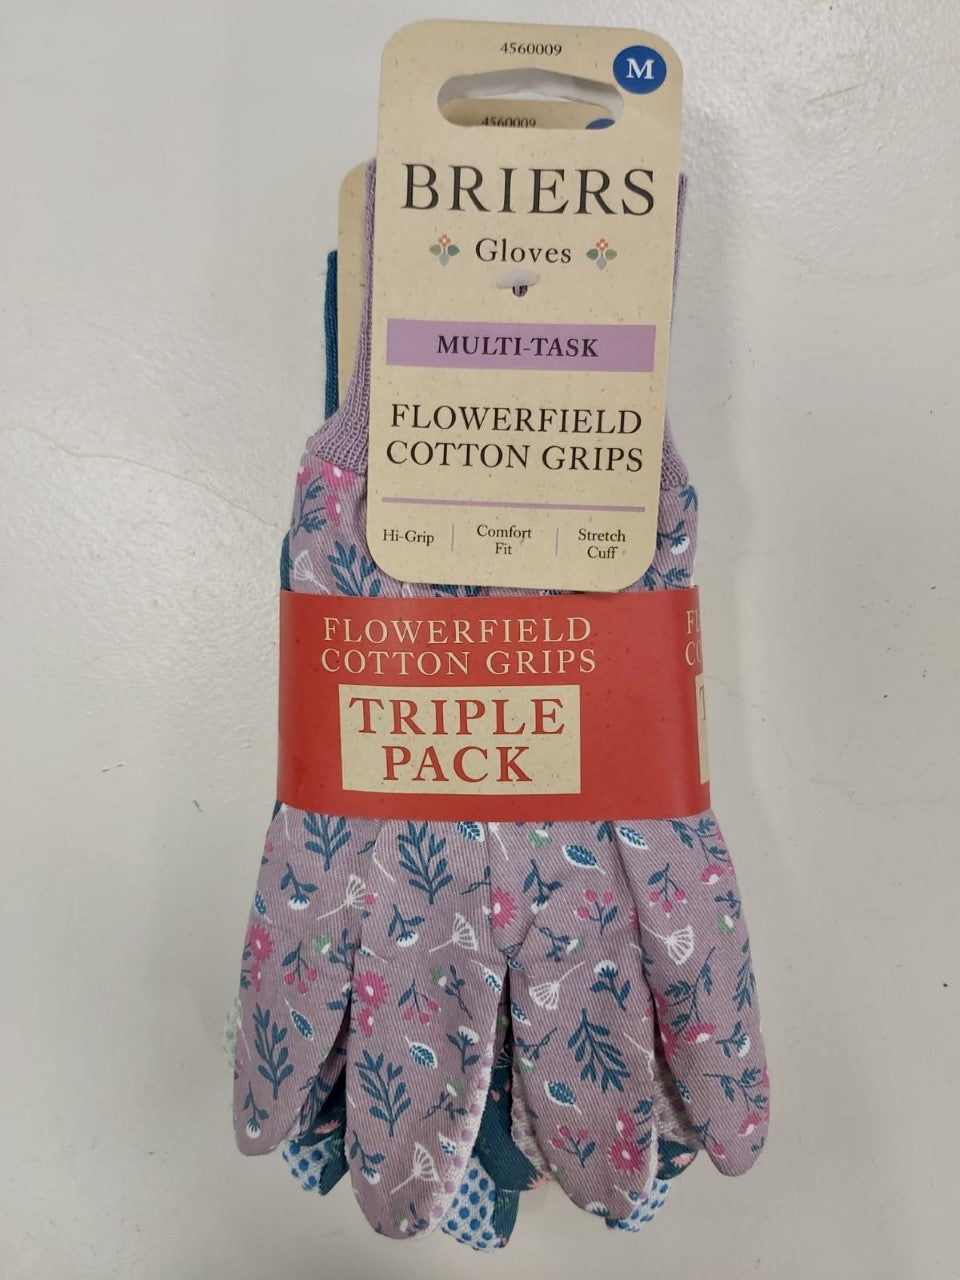 4560009
M
4560009
BRIERS
Gloves
MULTI-TASK
FLOWERFIELD
COTTON GRIPS
Hi-Grip
Comfort
Fit
Stretch
Cuff
FLOWERFIELD
COTTON GRIPS
TRIPLE
PACK